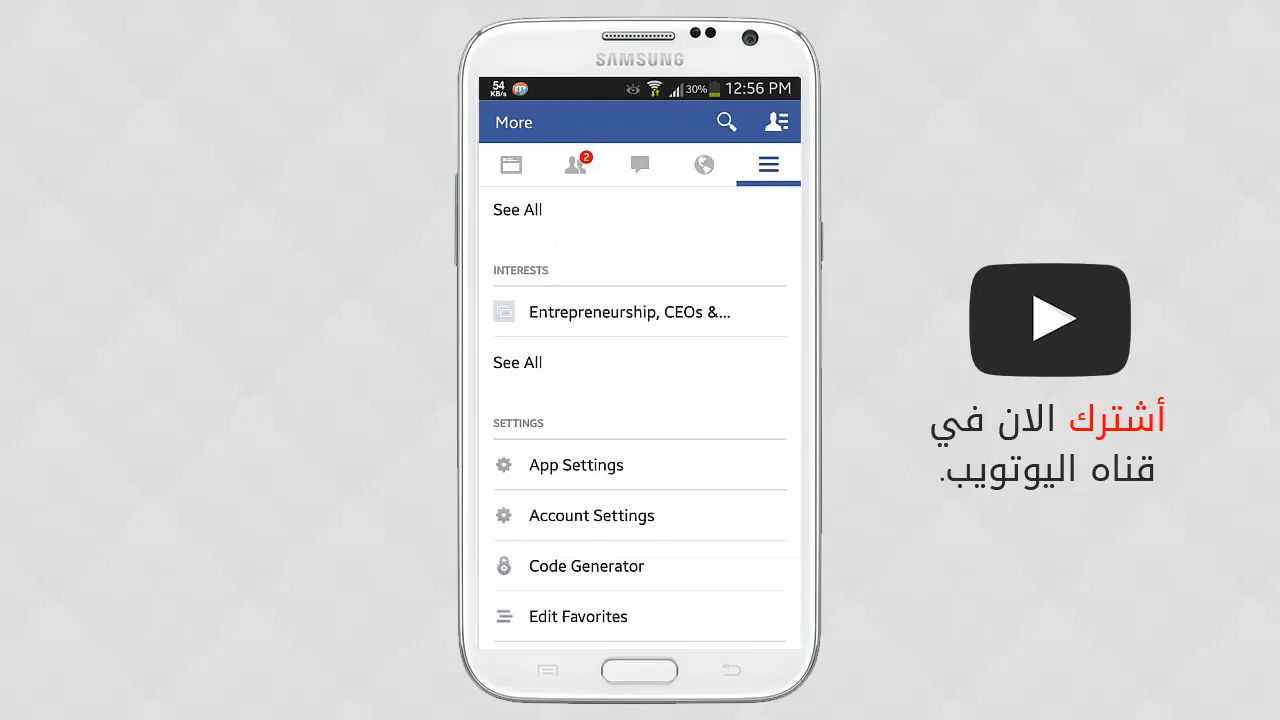 SAMSUNG
54
KB/s
30%
12:56 PM
More
2
See All
INTERESTS
Entrepreneurship, CEOs &...
See All
SETTINGS
App Settings
Account Settings
Code Generator
Edit Favorites
أشترك الان في
قناه اليوتويب.